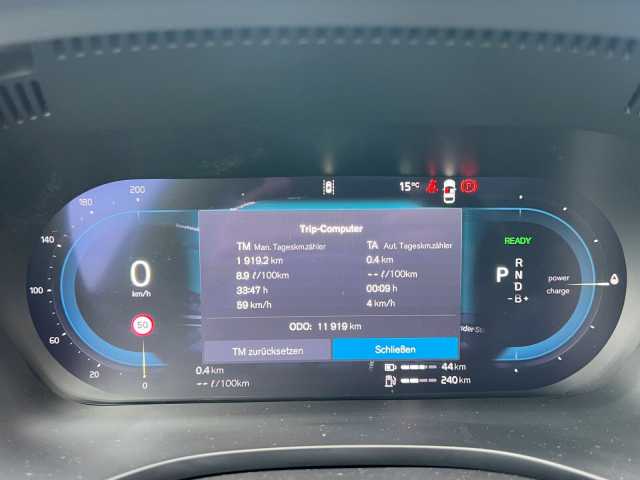 180
200
15°C
P
140
100
60
20
0
0
km/h
50
Trip-Computer
TM Man. Tageskm.zähler
TA Aut. Tageskm.zähler
1 919.2 km
0.4 km
8.9 ℓ/100km
-- ℓ/100km
33:47 h
00:09 h
59 km/h
4 km/h
ODO: 11 919 km
TM zurücksetzen
Schließen
READY
P
R
N
D
-B+
power
charge
0.4 km
-- ℓ/100km
44 km
240 km